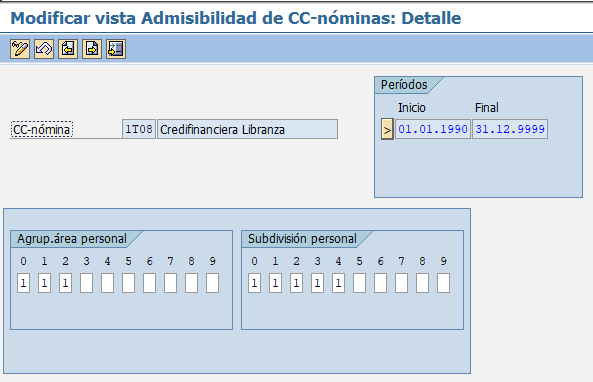 Modificar vista Admisibilidad de CC-nóminas: Detalle
Períodos
Inicio Final
CC-nómina 1T08 Credifinanciera Libranza > 01.01.1990 31.12.9999
Agrup.área personal Subdivisión personal
0 1 2 3 4 5 6 7 8 9 0 1 2 3 4 5 6 7 8 9
1 1 1 1 1 1 1 1